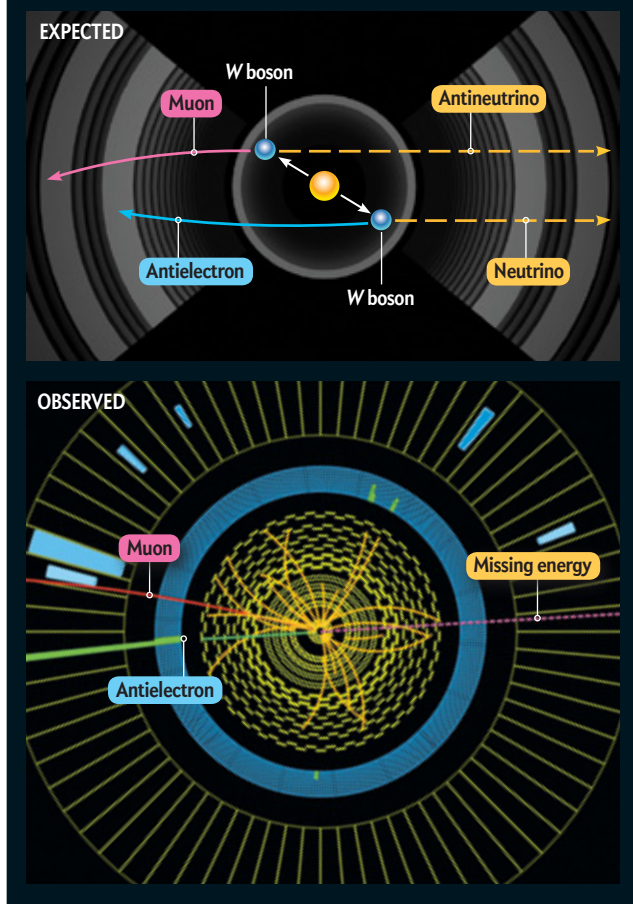 EXPECTED
W boson
Muon
Antineutrino
Antielectron
Neutrino
W boson
OBSERVED
Muon
Missing energy
Antielectron